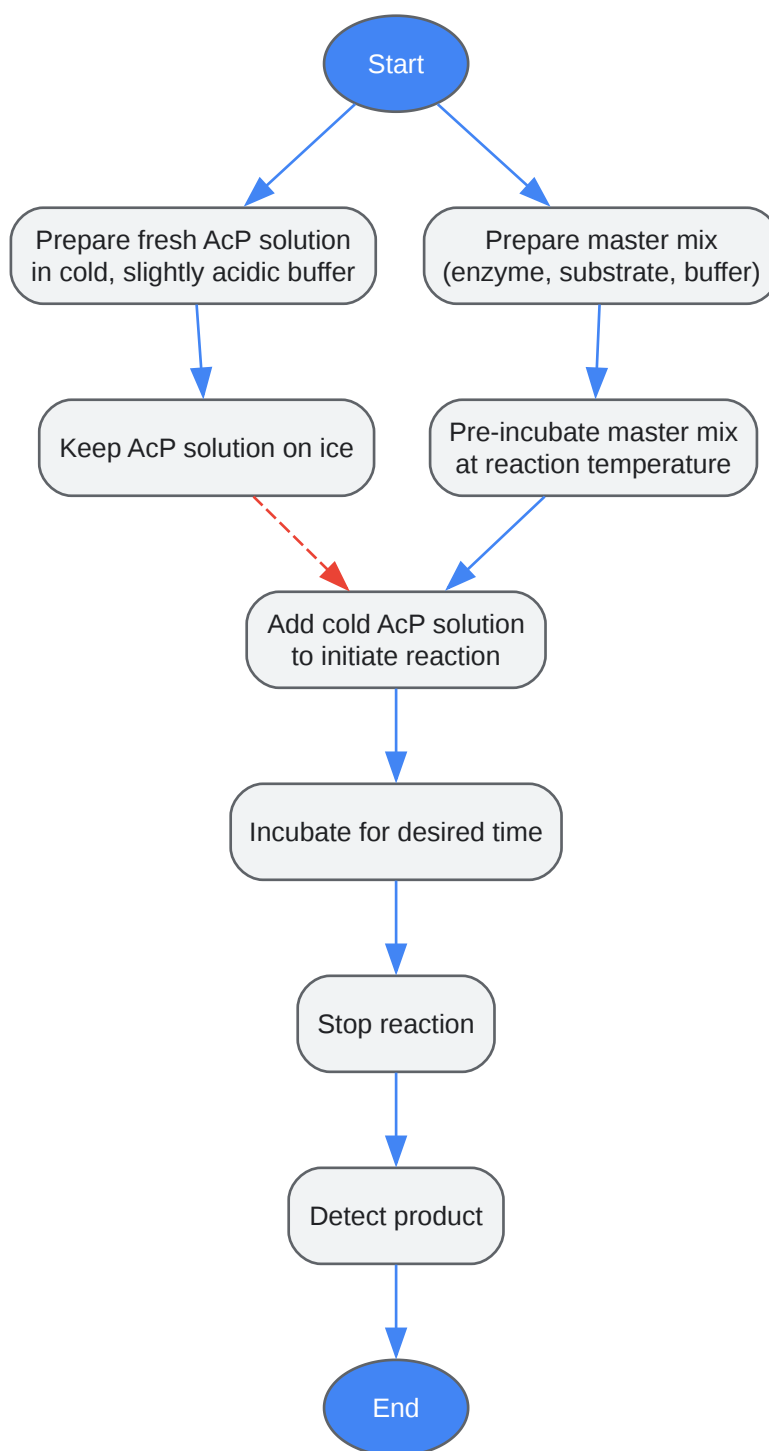 Start
Prepare fresh AcP solution
in cold, slightly acidic buffer
Prepare master mix
(enzyme, substrate, buffer)
Keep AcP solution on ice
Pre-incubate master mix
at reaction temperature
Add cold AcP solution
to initiate reaction
Incubate for desired time
Stop reaction
Detect product
End